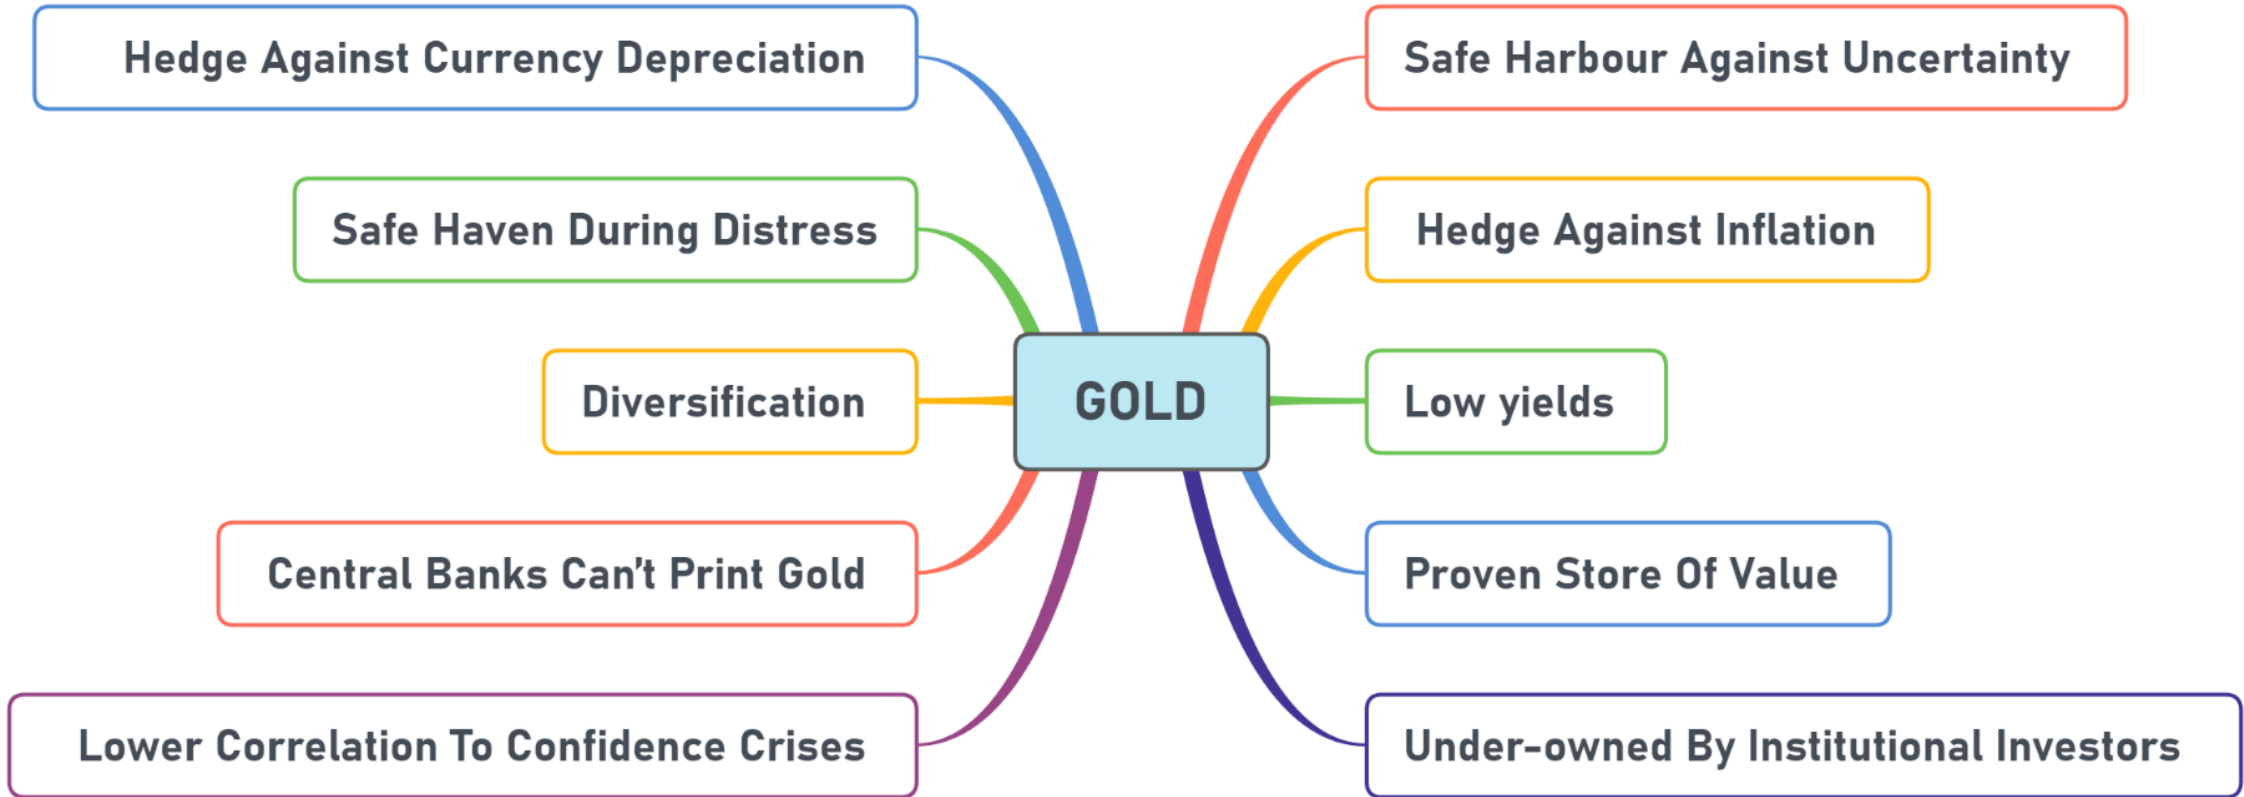 Hedge Against Currency Depreciation
Safe Haven During Distress
Diversification
Central Banks Can't Print Gold
Lower Correlation To Confidence Crises
GOLD
Safe Harbour Against Uncertainty
Hedge Against Inflation
Low yields
Proven Store Of Value
Under-owned By Institutional Investors